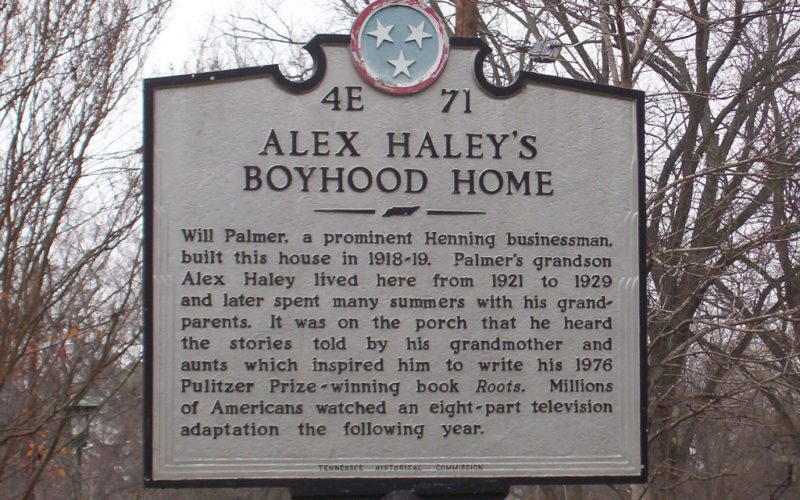 4E 71
ALEX HALEY'S
BOYHOOD HOME
Will Palmer, a prominent Henning businessman,
built this house in 1918-19. Palmer's grandson
Alex Haley lived here from 1921 to 1929
and later spent many summers with his grand-
parents. It was on the porch that he heard
the stories told by his grandmother and
aunts which inspired him to write his 1976
Pulitzer Prize-winning book Roots. Millions
of Americans watched an eight-part television
adaptation the following year.
TENNESSEE HISTORICAL COMMISSION